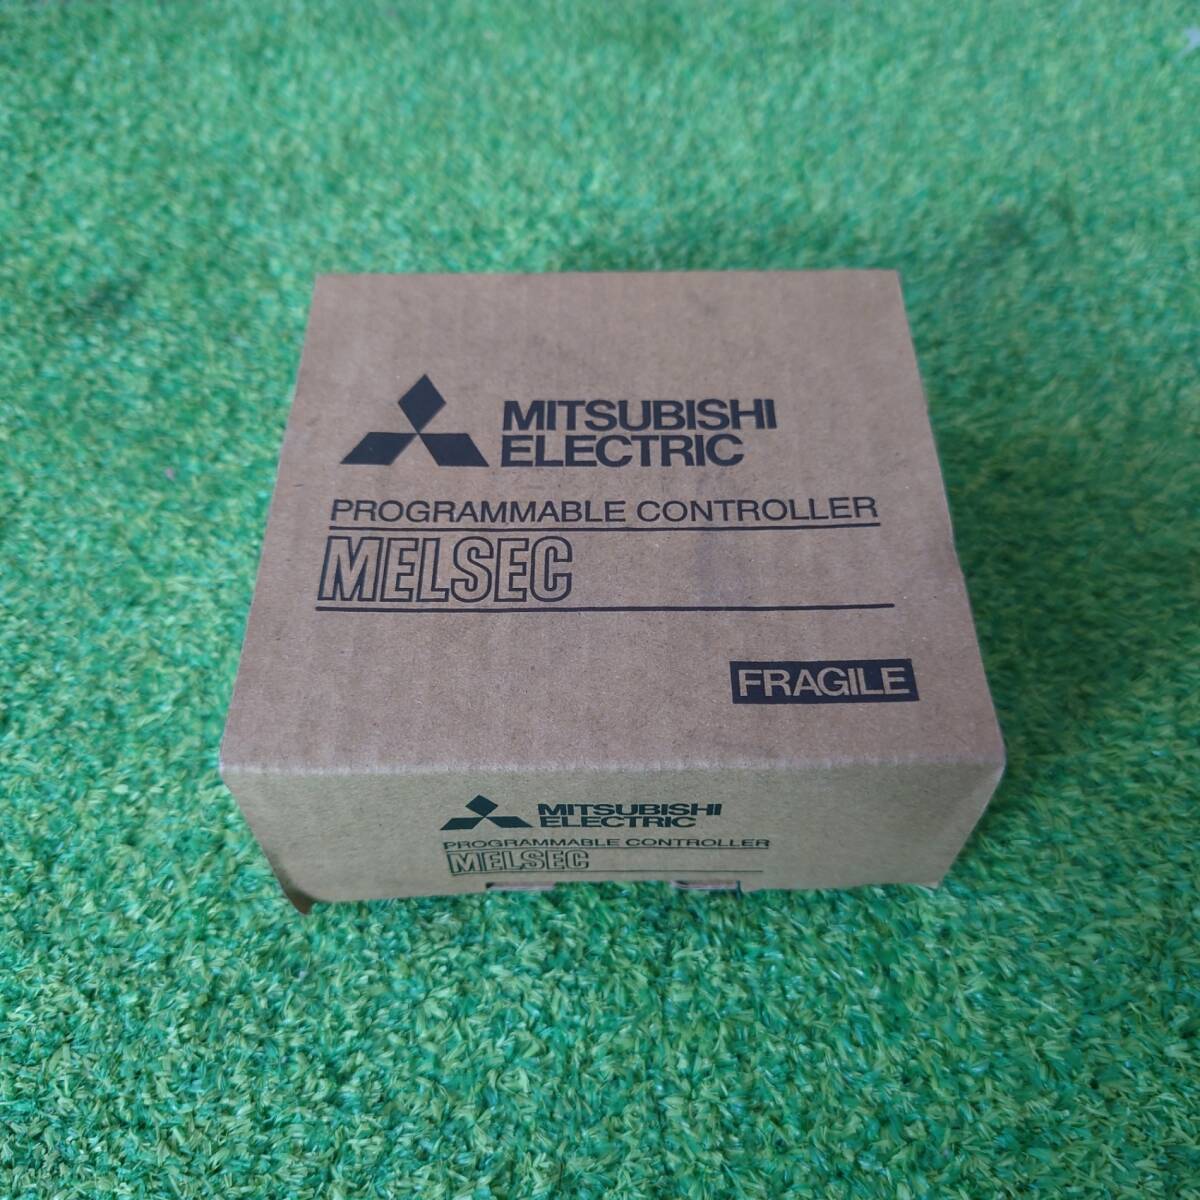 MITSUBISHI
ELECTRIC
PROGRAMMABLE CONTROLLER
MELSEC
FRAGILE
MITSUBISHI
ELECTRIC
PROGRAMMABLE CONTROLLER
MELSEC